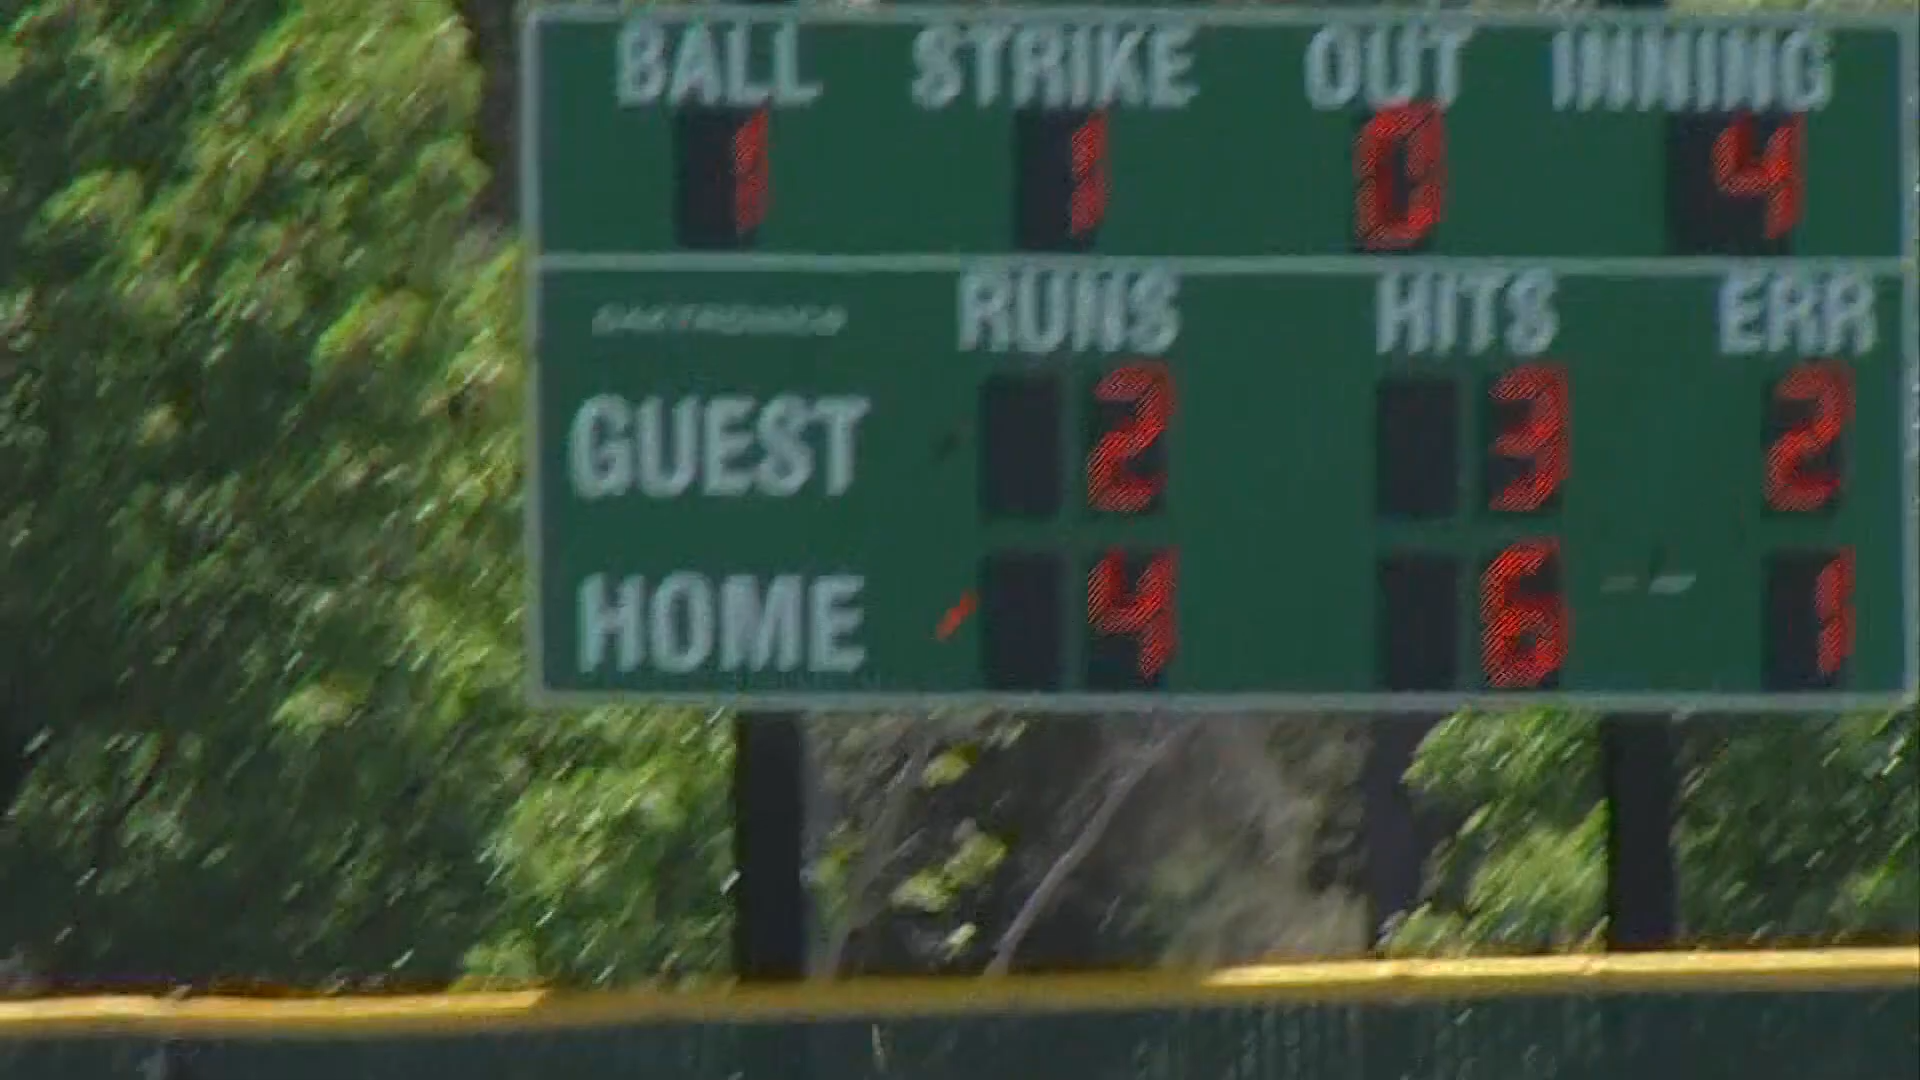 BALL STRIKE OUT INNING
1 1 0 4
DAKTRONICS RUNS HITS ERR
GUEST 2 3 2
HOME 4 6 1